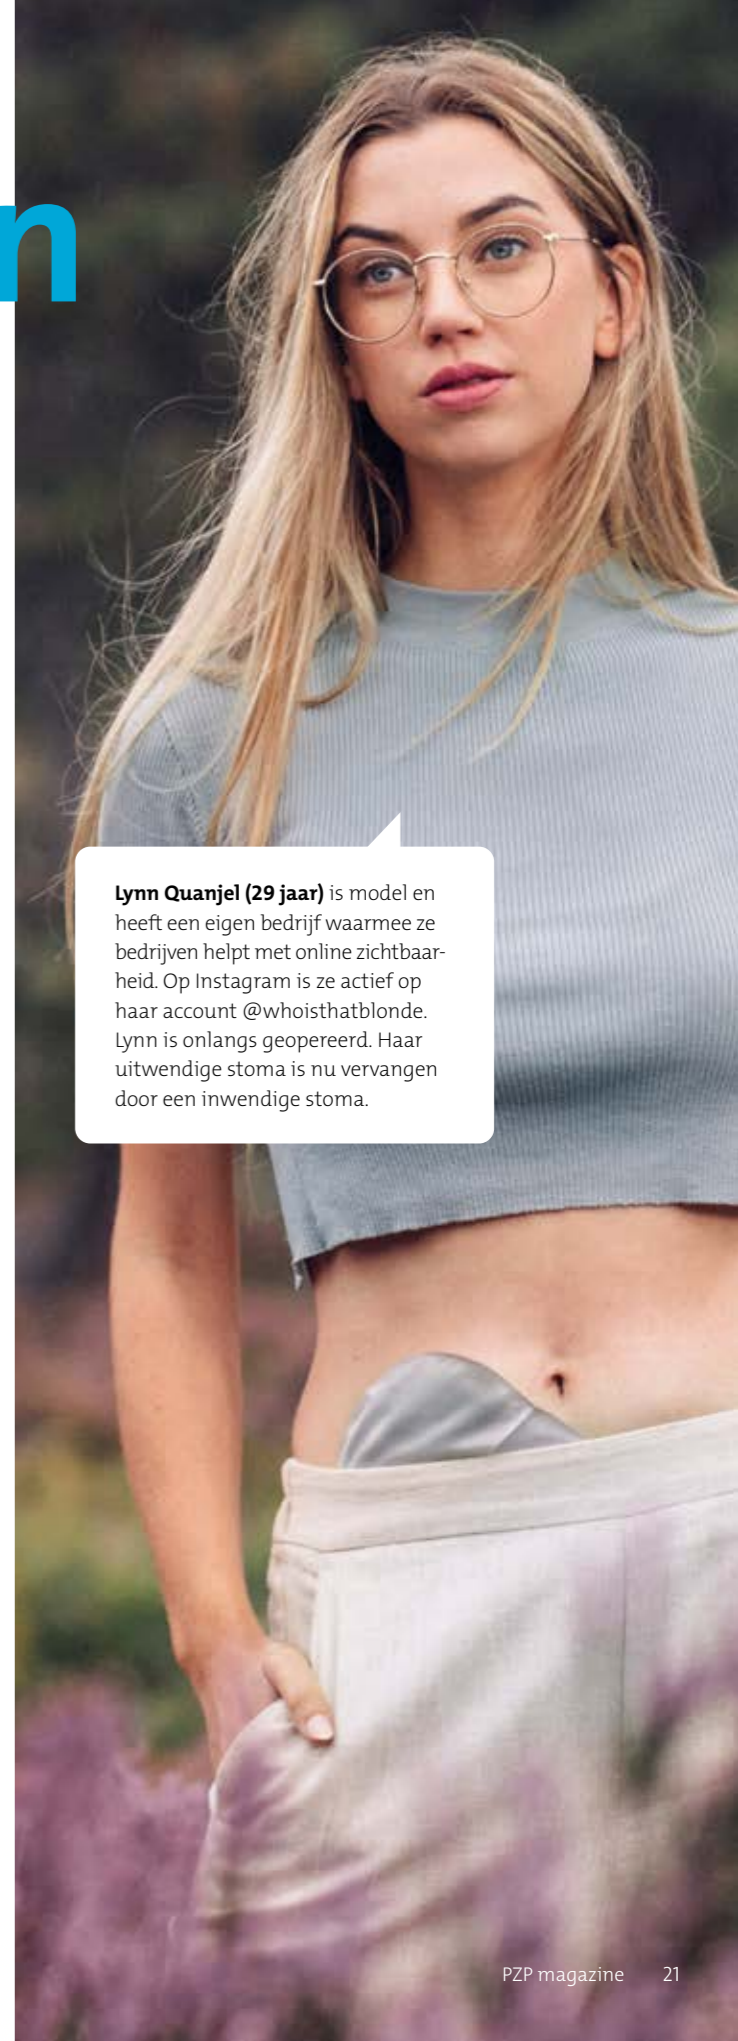 n
Lynn Quanjel (29 jaar) is model en
heeft een eigen bedrijf waarmee ze
bedrijven helpt met online zichtbaar-
heid. Op Instagram is ze actief op
haar account @whoisthatblonde.
Lynn is onlangs geopereerd. Haar
uitwendige stoma is nu vervangen
door een inwendige stoma.
PZP magazine 21